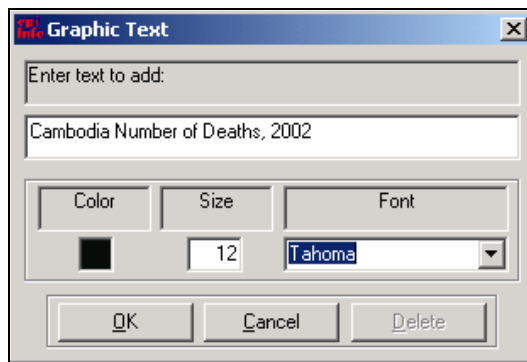 Epi
Info
Graphic Text
Enter text to add:
Cambodia Number of Deaths, 2002
Color Size Font
12 Tahoma
OK Cancel Delete